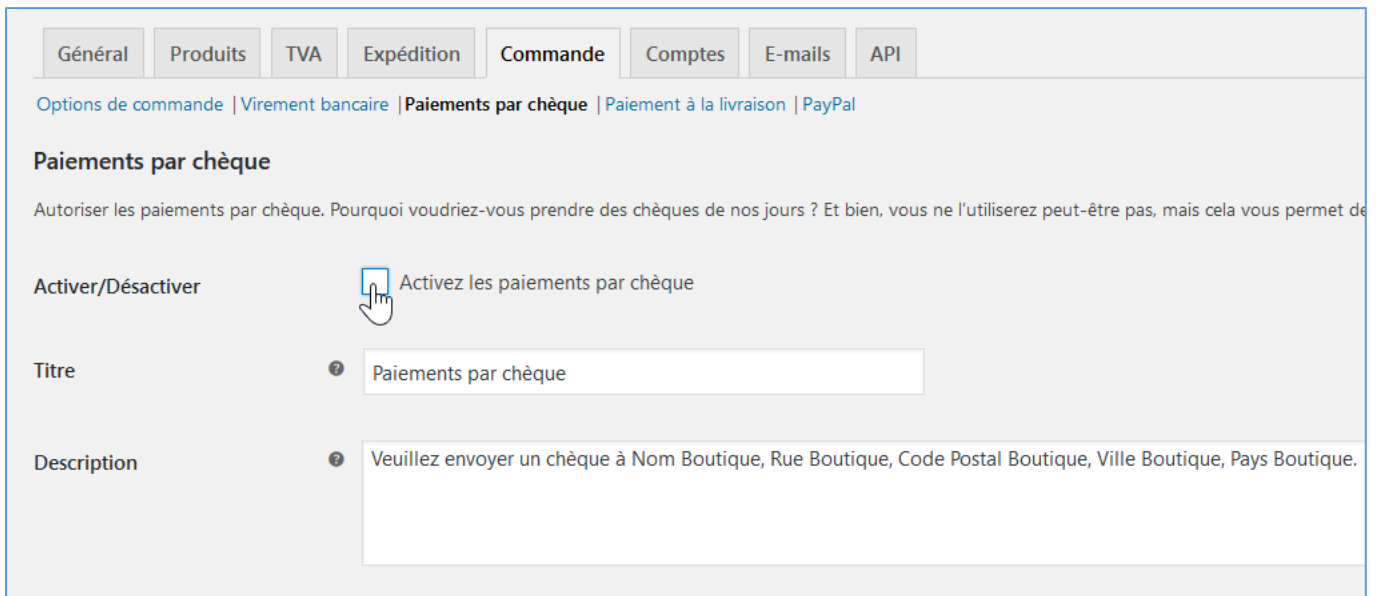 Général Produits TVA Expédition Commande Comptes E-mails API
Options de commande | Virement bancaire | Paiements par chèque | Paiement à la livraison | PayPal
Paiements par chèque
Autoriser les paiements par chèque. Pourquoi voudriez-vous prendre des chèques de nos jours ? Et bien, vous ne l'utiliserez peut-être pas, mais cela vous permet de
Activer/Désactiver Activez les paiements par chèque
Titre ? Paiements par chèque
Description ? Veuillez envoyer un chèque à Nom Boutique, Rue Boutique, Code Postal Boutique, Ville Boutique, Pays Boutique.